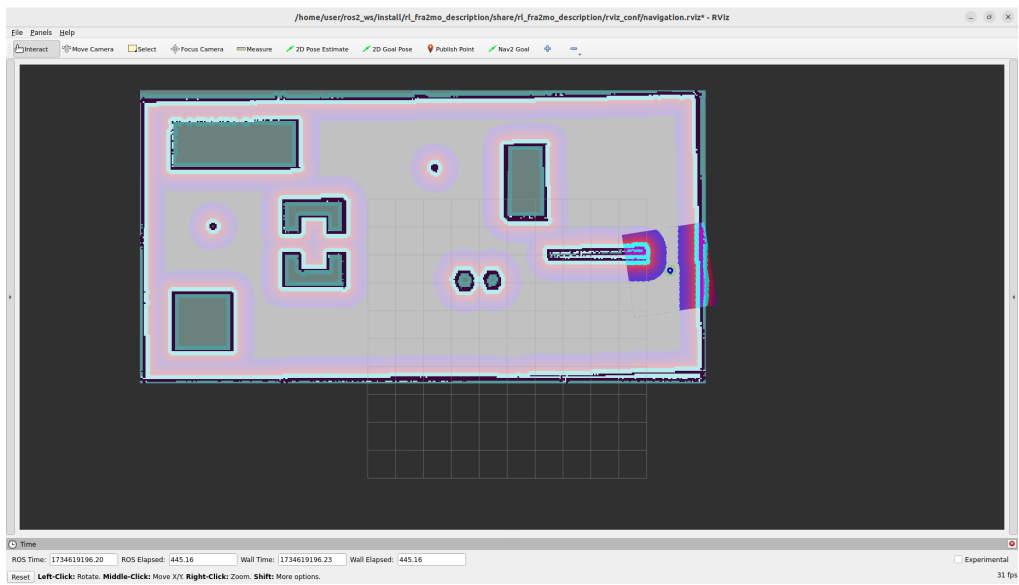 /home/user/ros2_ws/install/rl_fra2mo_description/share/rl_fra2mo_description/rviz_conf/navigation.rviz* - RViz
File Panels Help
Interact Move Camera Select Focus Camera Measure 2D Pose Estimate 2D Goal Pose Publish Point Nav2 Goal
Time
ROS Time: 1734619196.20 ROS Elapsed: 445.16 Wall Time: 1734619196.23 Wall Elapsed: 445.16 Experimental
Reset Left-Click: Rotate. Middle-Click: Move X/Y. Right-Click: Zoom. Shift: More options. 31 fps